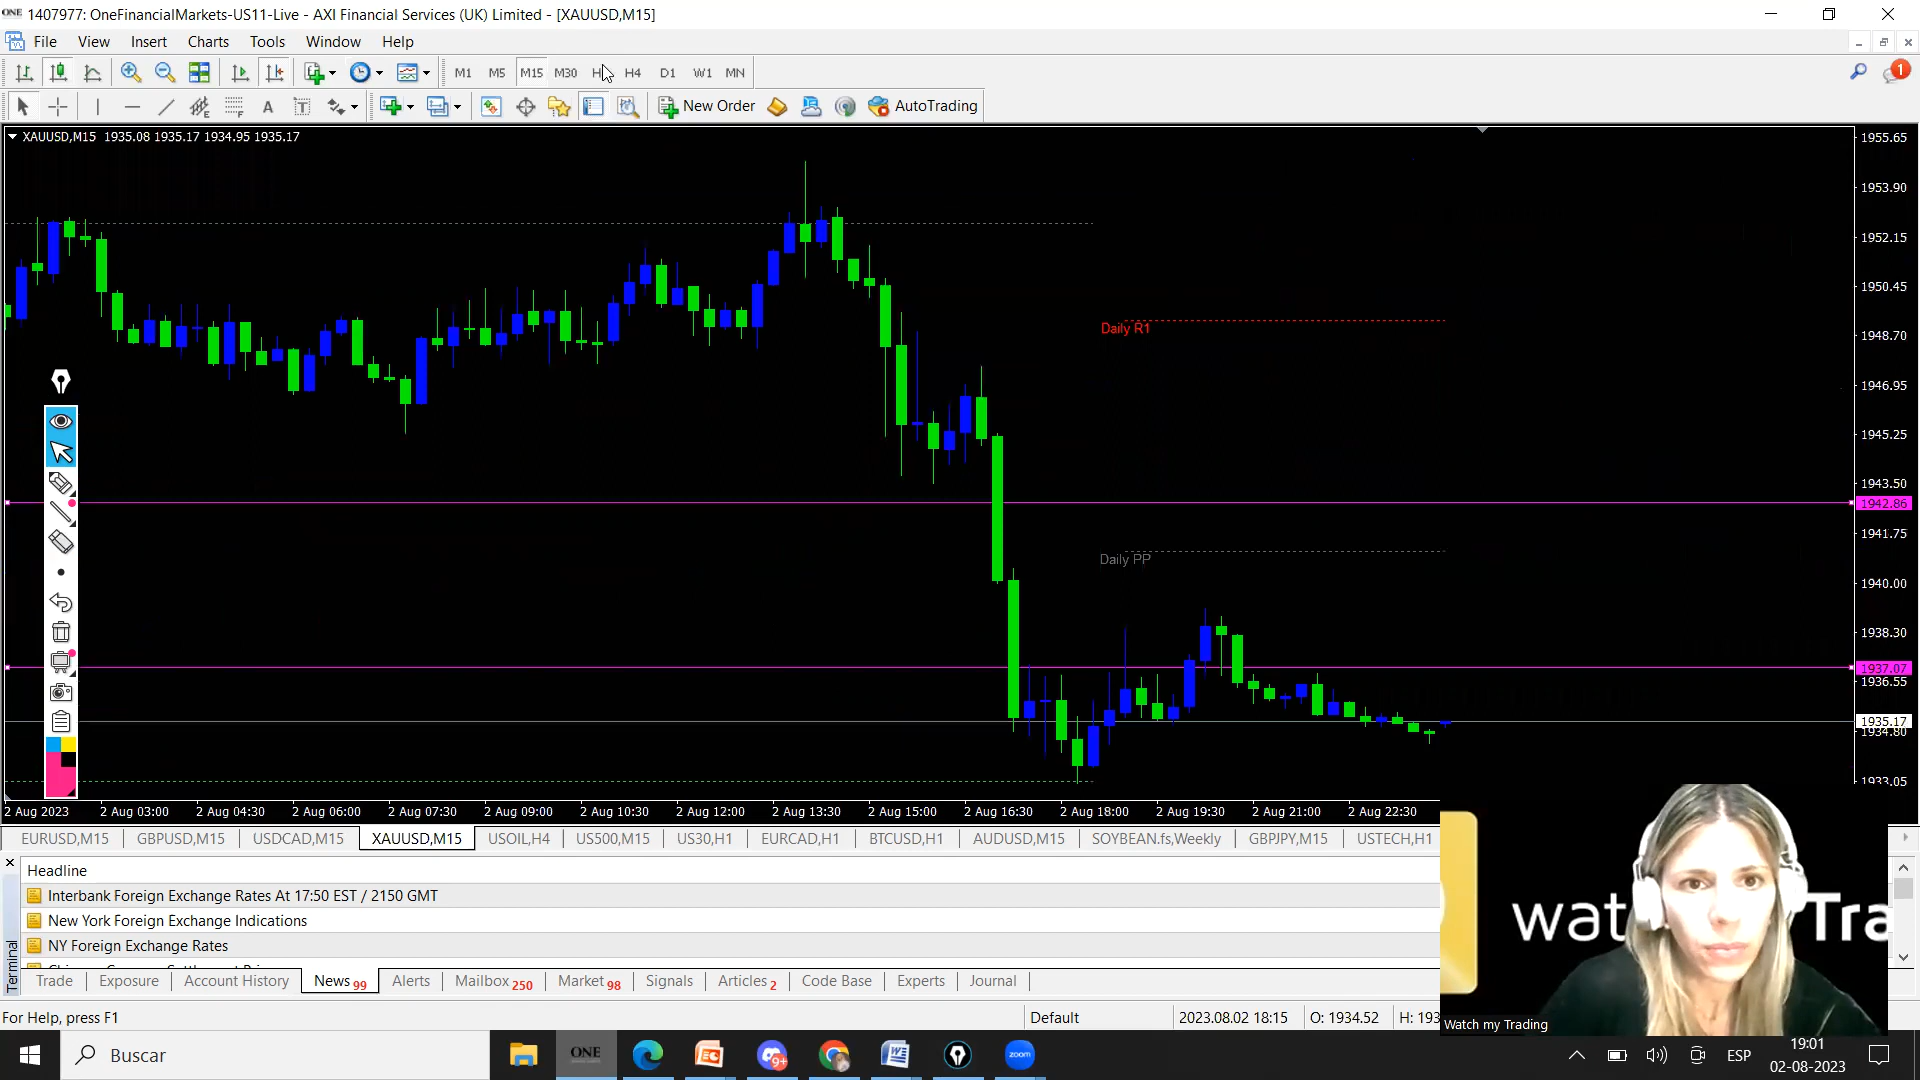 ONE 1407977: OneFinancialMarkets-US11-Live - AXI Financial Services (UK) Limited - [XAUUSD,M15]
File View Insert Charts Tools Window Help
M1 M5 M15 M30 H4 D1 W1 MN
1
A T New Order AutoTrading
XAUUSD,M15 1935.08 1935.17 1934.95 1935.17
1955.65
1953.90
1952.15
1950.45
Daily R1
1948.70
1946.95
1945.25
1943.50
1942.86
1941.75
Daily PP
1940.00
1938.30
1937.07
1936.55
1935.17
1934.80
1933.05
2 Aug 2023 2 Aug 03:00 2 Aug 04:30 2 Aug 06:00 2 Aug 07:30 2 Aug 09:00 2 Aug 10:30 2 Aug 12:00 2 Aug 13:30 2 Aug 15:00 2 Aug 16:30 2 Aug 18:00 2 Aug 19:30 2 Aug 21:00 2 Aug 22:30
EURUSD,M15 GBPUSD,M15 USDCAD,M15 XAUUSD,M15 USOIL,H4 US500,M15 US30,H1 EURCAD,H1 BTCUSD,H1 AUDUSD,M15 SOYBEAN.fs,Weekly GBPJPY,M15 USTECH,H1
Headline
Interbank Foreign Exchange Rates At 17:50 EST / 2150 GMT
New York Foreign Exchange Indications
NY Foreign Exchange Rates
Terminal
Trade Exposure Account History News 99 Alerts Mailbox 250 Market 98 Signals Articles 2 Code Base Experts Journal
For Help, press F1 Default 2023.08.02 18:15 O: 1934.52 H: 193
wat Tra
Watch my Trading
Buscar
ONE
9+
zoom
ESP
19:01
02-08-2023